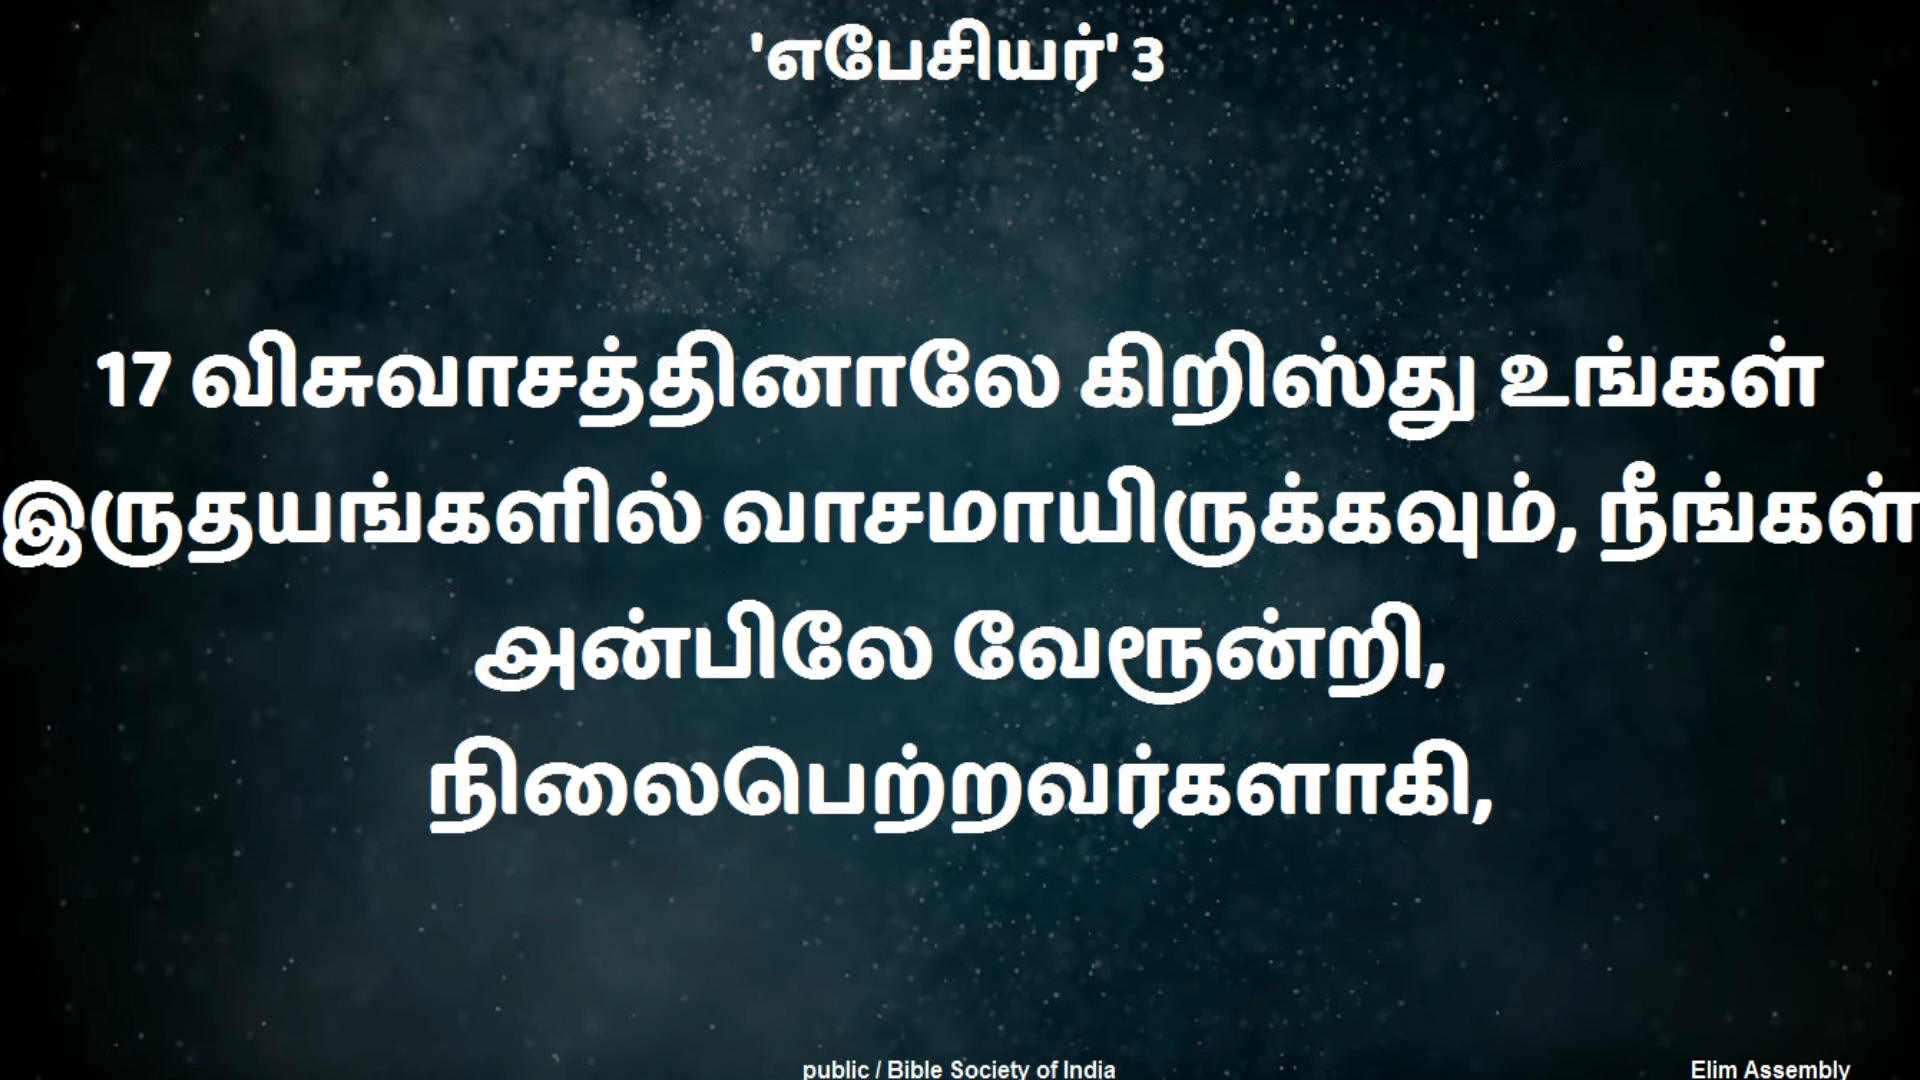 'எபேசியர்' 3
17 விசுவாசத்தினாலே கிறிஸ்து உங்கள்
இருதயங்களில் வாசமாயிருக்கவும், நீங்கள்
அன்பிலே வேரூன்றி,
நிலைபெற்றவர்களாகி,
public / Bible Society of India
Elim Assembly